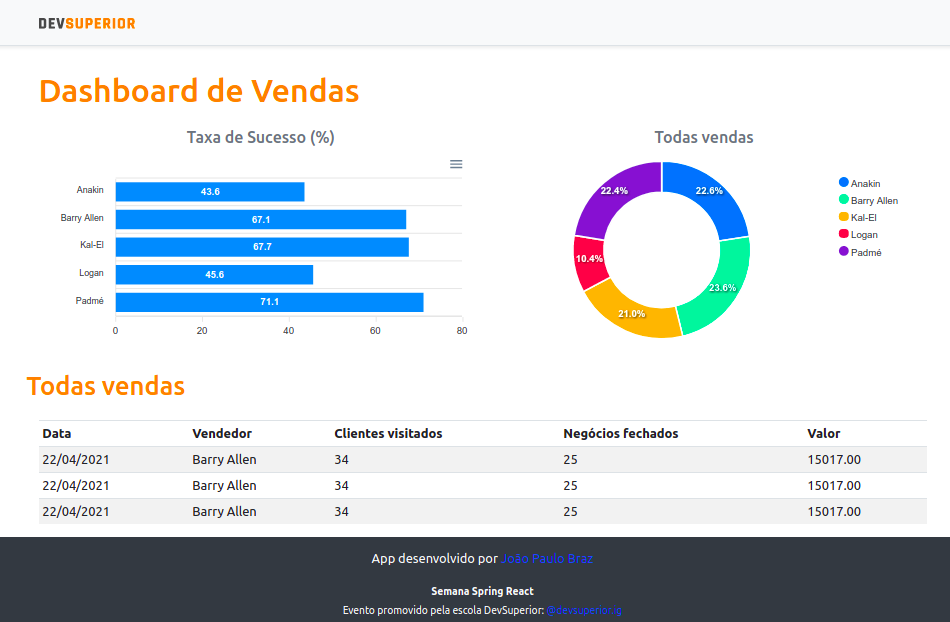 DEVSUPERIOR
Dashboard de Vendas
Taxa de Sucesso (%)
Anakin 43.6
Barry Allen 67.1
Kal-El 67.7
Logan 45.6
Padmé 71.1
0 20 40 60 80
Todas vendas
22.4% 22.6%
10.4%
23.6%
21.0%
Anakin
Barry Allen
Kal-El
Logan
Padmé
Todas vendas
Data Vendedor Clientes visitados Negócios fechados Valor
22/04/2021 Barry Allen 34 25 15017.00
22/04/2021 Barry Allen 34 25 15017.00
22/04/2021 Barry Allen 34 25 15017.00
App desenvolvido por João Paulo Braz
Semana Spring React
Evento promovido pela escola DevSuperior: @devsuperior.ig